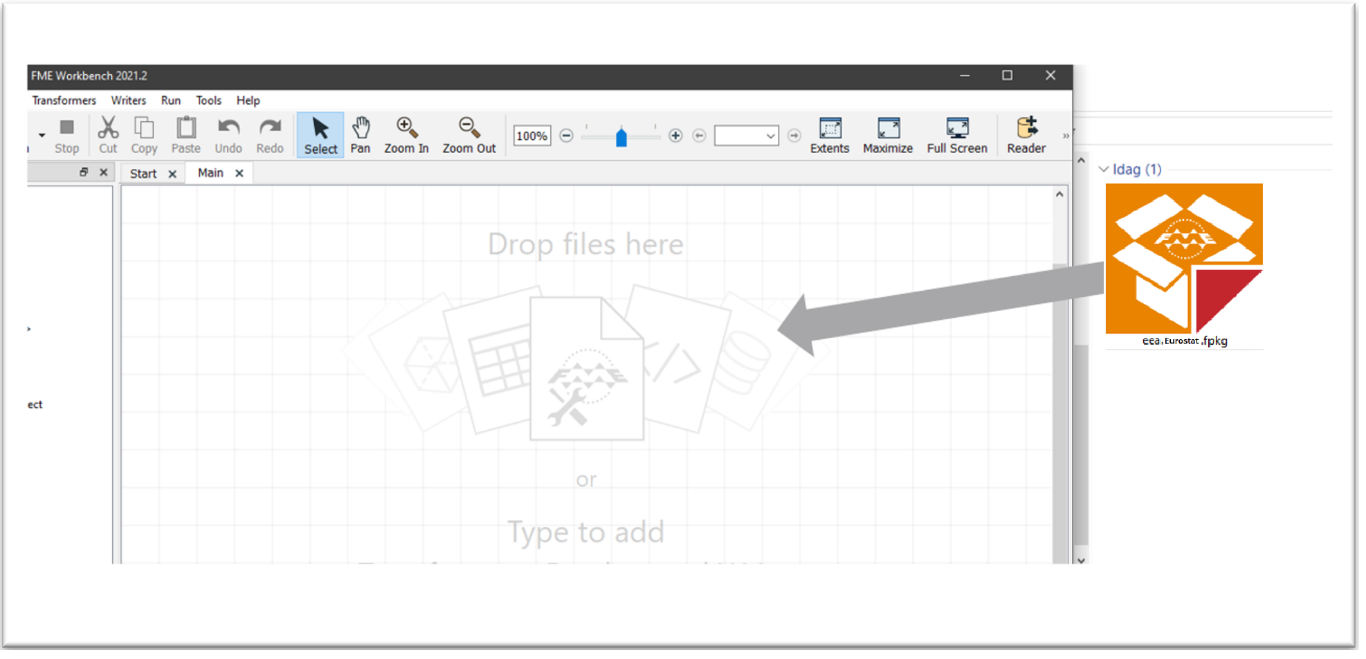 FME Workbench 2021.2
Transformers Writers Run Tools Help
Stop Cut Copy Paste Undo Redo Select Pan Zoom In Zoom Out 100% Extents Maximize Full Screen Reader
Start Main
Idag (1)
Drop files here
FME
eea.Eurostat.fpkg
ect
or
Type to add